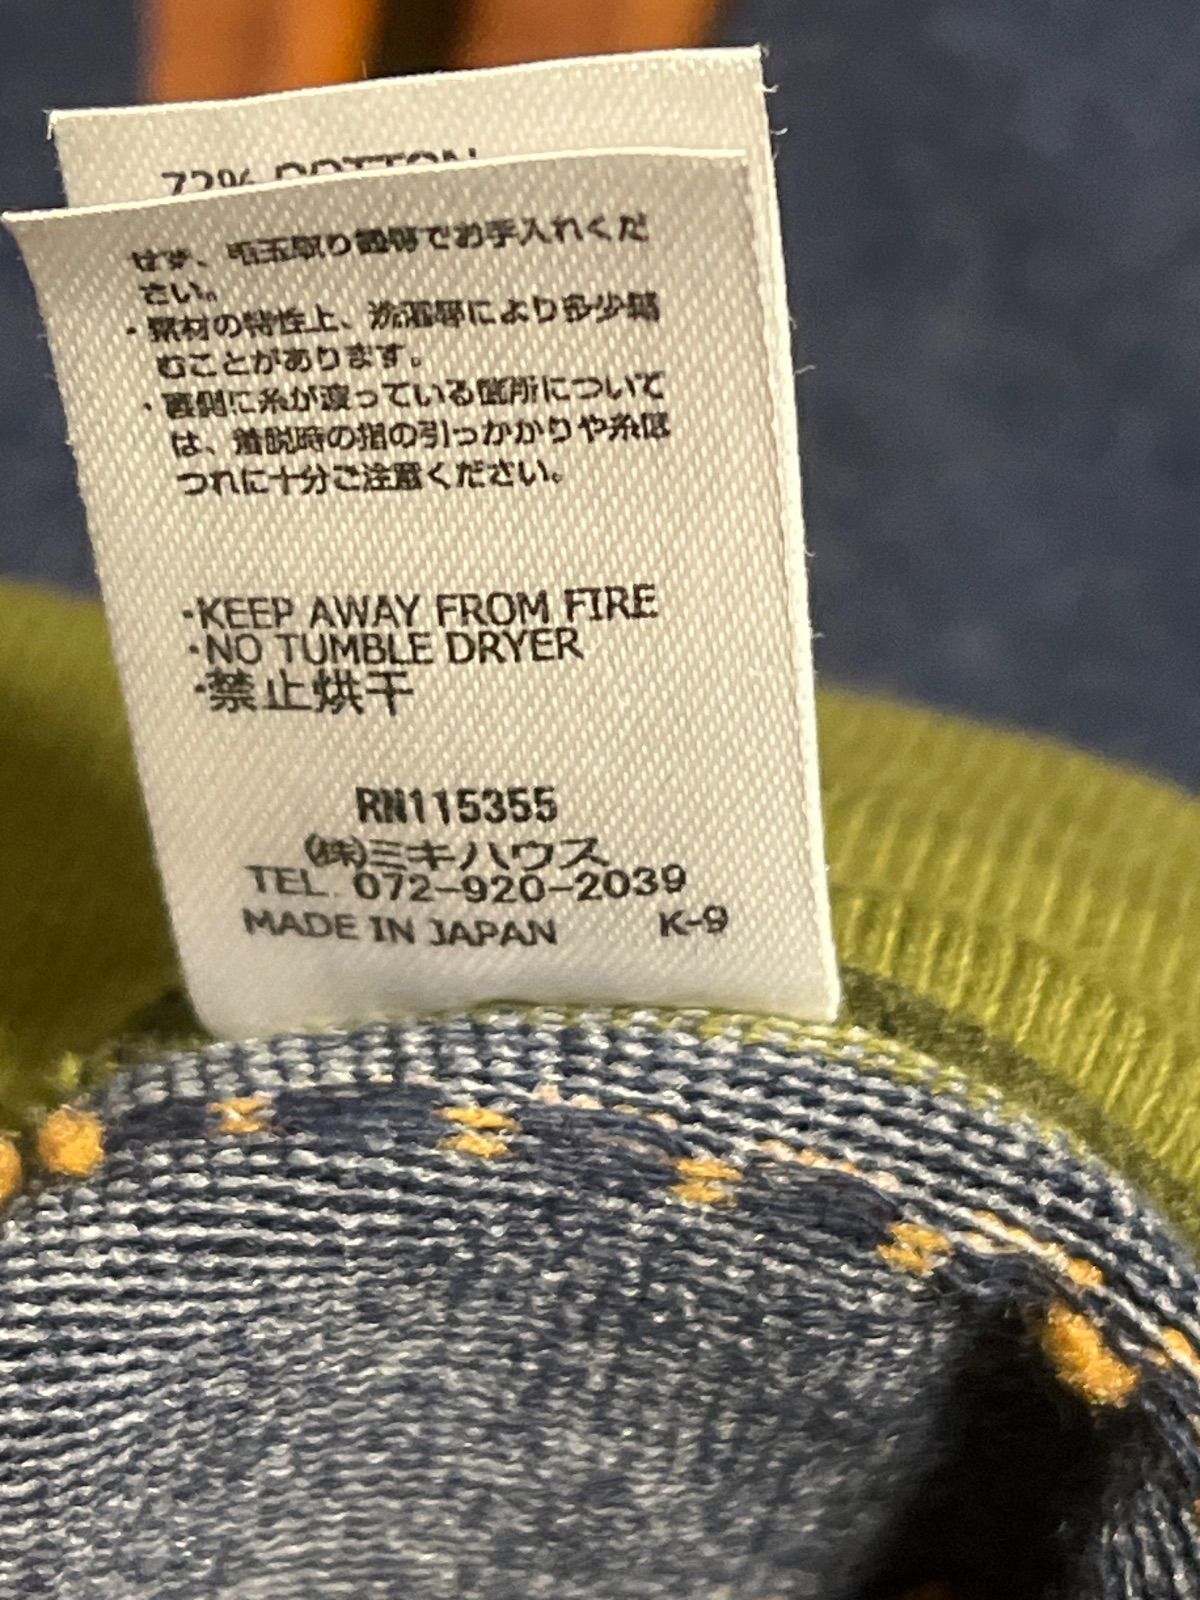 72% COTTON
せず、毛玉取り機等でお手入れくだ
さい。
・素材の特性上、洗濯等により多少縮
むことがあります。
・裏側に糸が渡っている箇所について
は、着脱時の指の引っかかりや糸ほ
つれに十分ご注意ください。
・KEEP AWAY FROM FIRE
・NO TUMBLE DRYER
・禁止烘干
RN115355
㈱ミキハウス
TEL. 072-920-2039
MADE IN JAPAN K-9